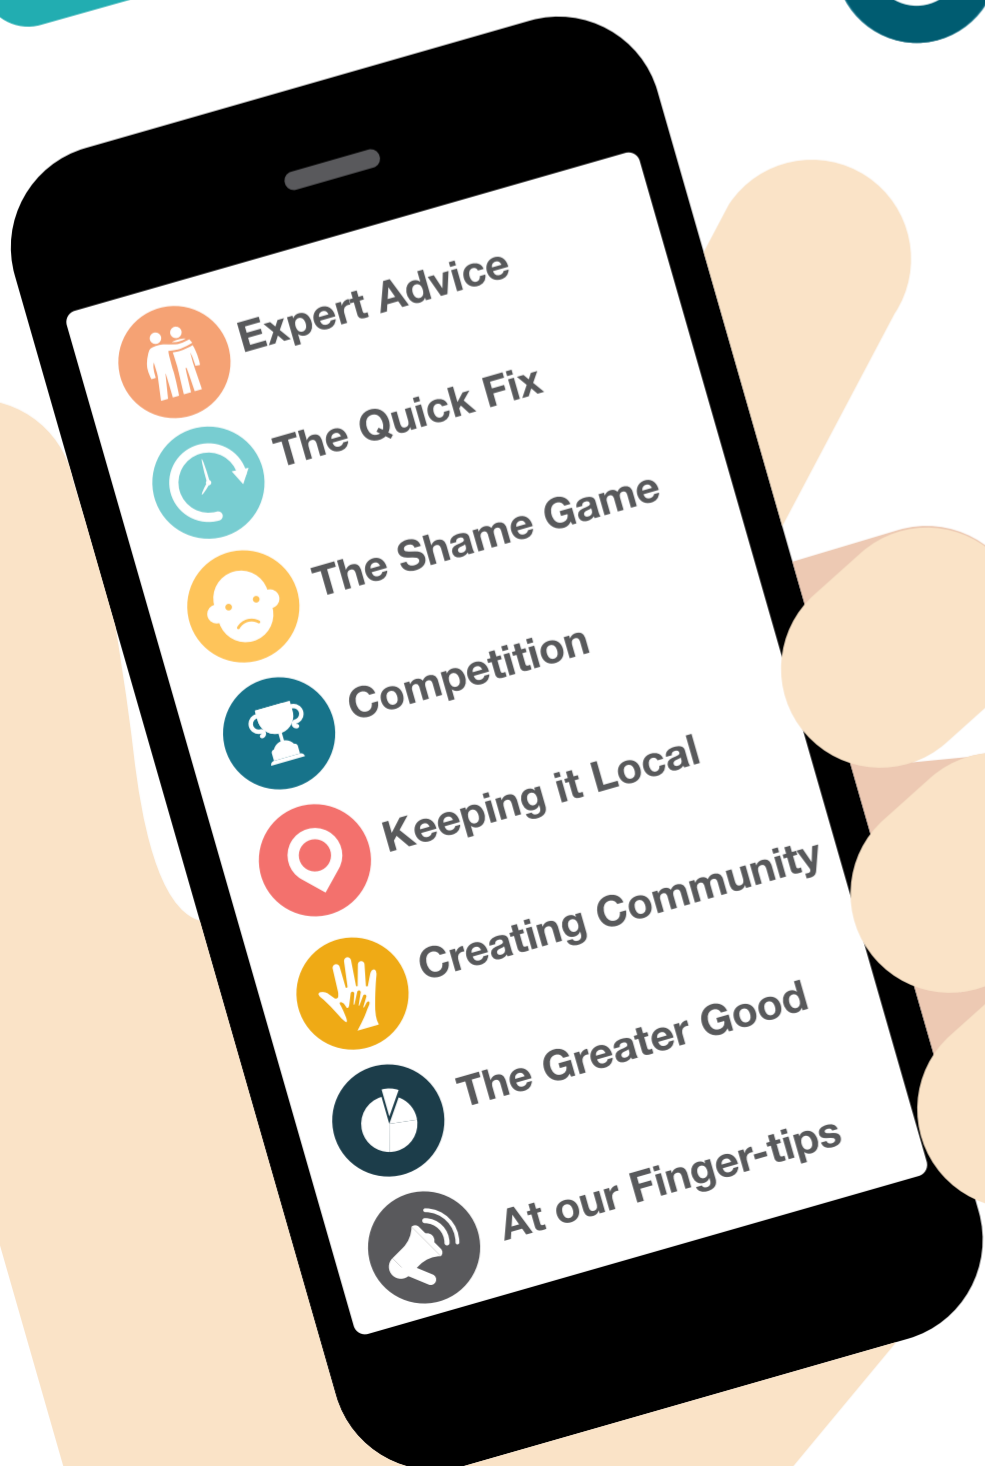 Expert Advice
The Quick Fix
The Shame Game
Competition
Keeping it Local
Creating Community
The Greater Good
At our Finger-tips